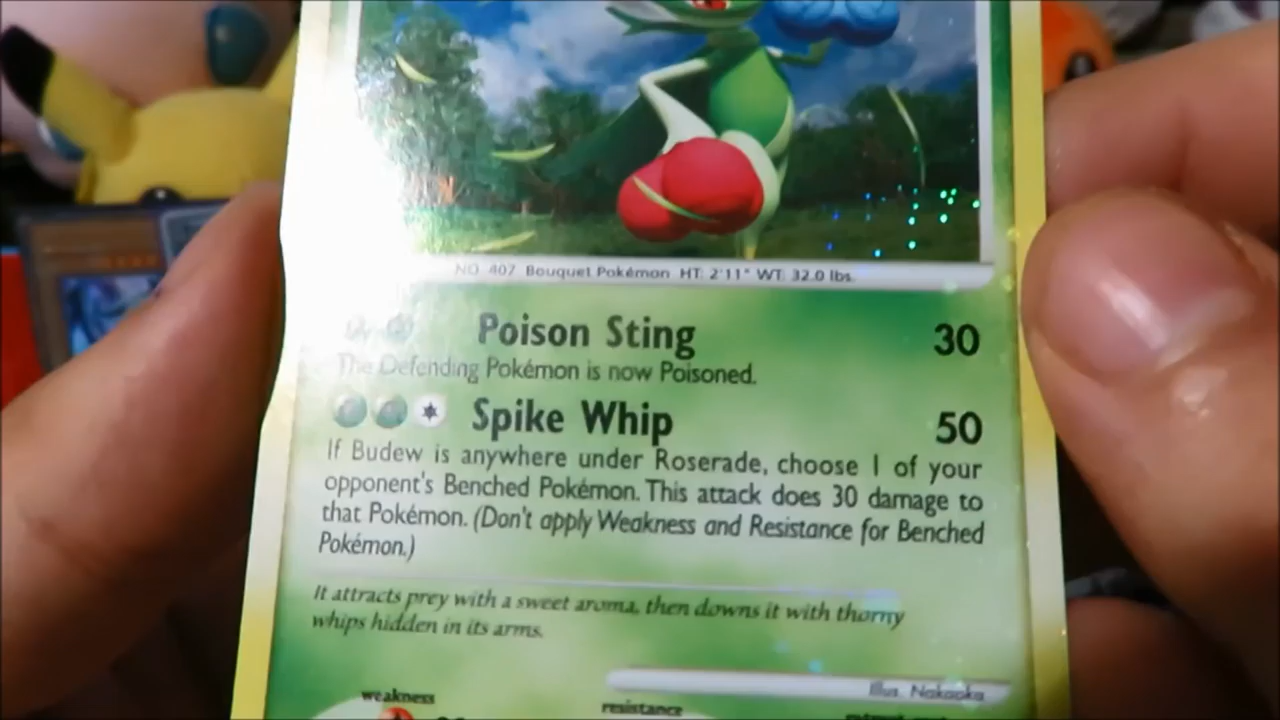 NO. 407 Bouquet Pokémon HT: 2'11" WT: 32.0 lbs.
Poison Sting 30
The Defending Pokémon is now Poisoned.
Spike Whip 50
If Budew is anywhere under Roserade, choose 1 of your
opponent's Benched Pokémon. This attack does 30 damage to
that Pokémon. (Don't apply Weakness and Resistance for Benched
Pokémon.)
It attracts prey with a sweet aroma, then downs it with thorny
whips hidden in its arms.
Illus. Nakaoka
weakness resistance